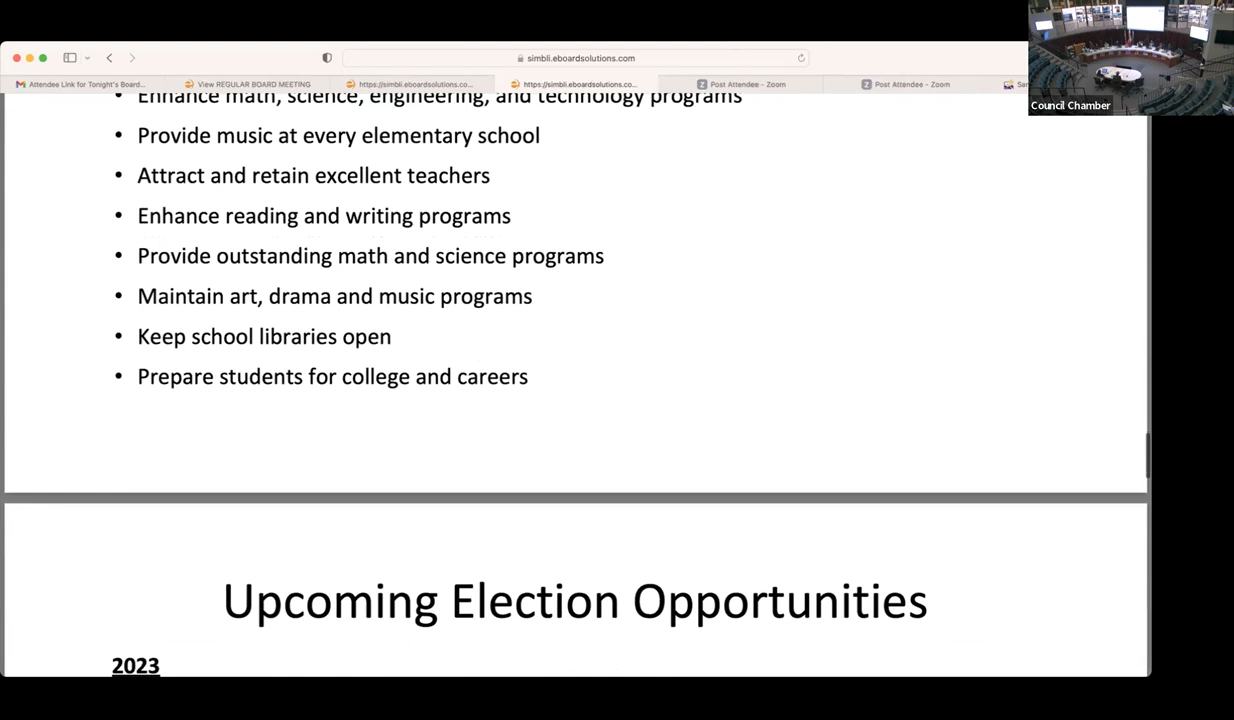 simbli.eboardsolutions.com
Attendee Link for Tonight's Board...
View REGULAR BOARD MEETING
https://simbli.eboardsolutions.co...
https://simbli.eboardsolutions.co...
Post Attendee - Zoom
Post Attendee - Zoom
Council Chamber
• Enhance math, science, engineering, and technology programs
• Provide music at every elementary school
• Attract and retain excellent teachers
• Enhance reading and writing programs
• Provide outstanding math and science programs
• Maintain art, drama and music programs
• Keep school libraries open
• Prepare students for college and careers
Upcoming Election Opportunities
2023